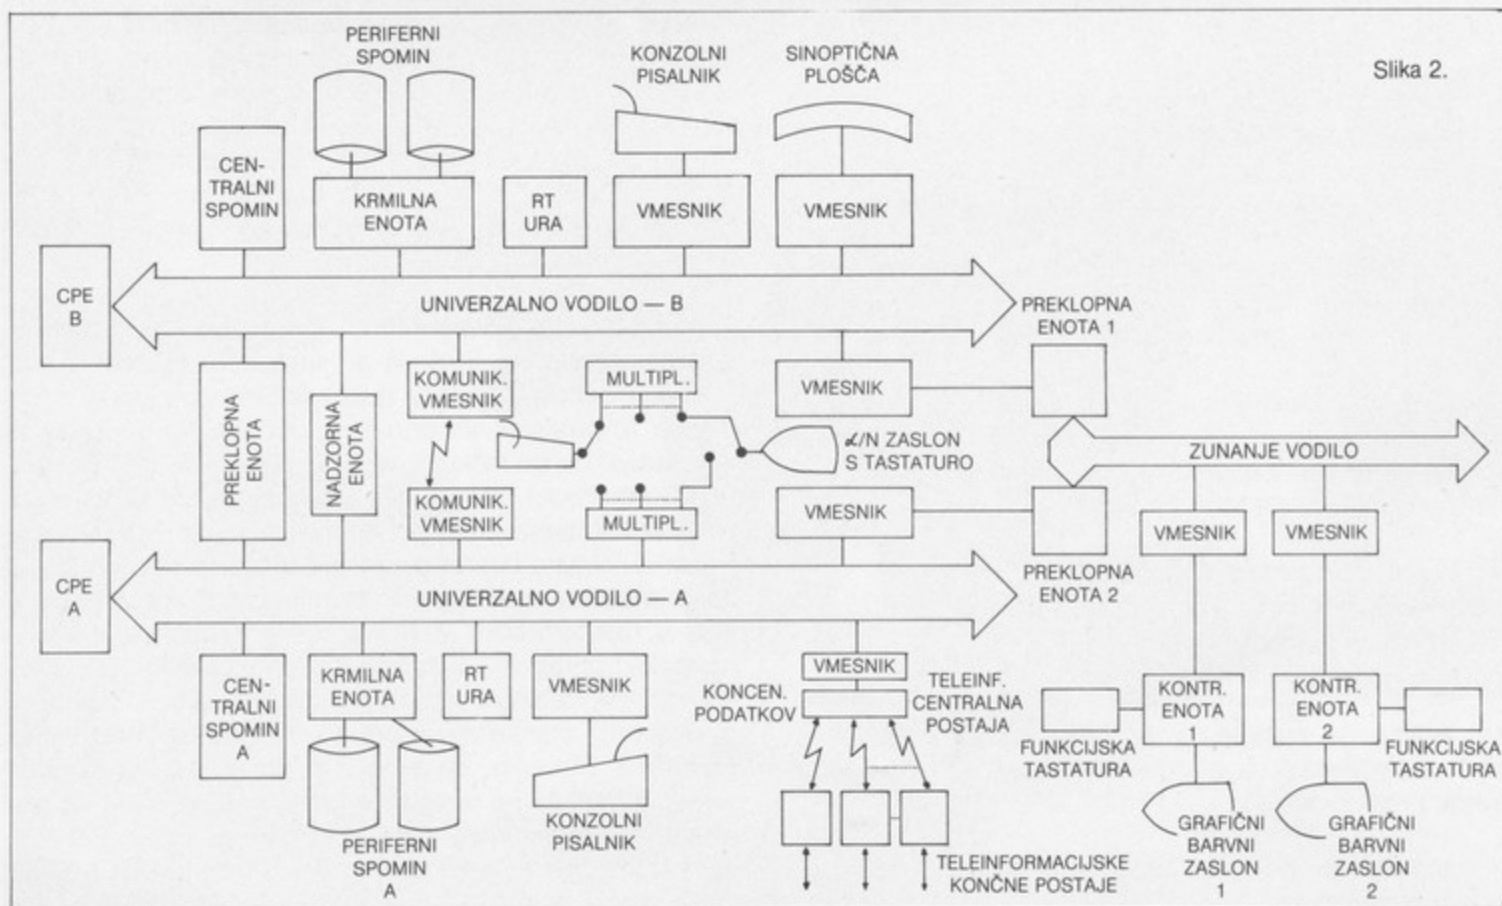 Slika 2.
PERIFERNI
SPOMIN
KONZOLNI
PISALNIK
SINOPTIČNA
PLOŠČA
CEN-
TRALNI
SPOMIN
KRMILNA
ENOTA
RT
URA
VMESNIK
VMESNIK
CPE
B
UNIVERZALNO VODILO — B
PREKLOPNA
ENOTA 1
PREKLOPNA
ENOTA
NADZORNA
ENOTA
KOMUNIK.
VMESNIK
MULTIPL.
VMESNIK
α/N ZASLON
S TASTATURO
ZUNANJE VODILO
KOMUNIK.
VMESNIK
MULTIPL.
VMESNIK
VMESNIK
VMESNIK
PREKLOPNA
ENOTA 2
CPE
A
UNIVERZALNO VODILO — A
CEN-
TRALNI
SPOMIN
A
KRMILNA
ENOTA
RT
URA
VMESNIK
VMESNIK
KONCEN.
PODATKOV
TELEINF.
CENTRALNA
POSTAJA
KONTR.
ENOTA
1
KONTR.
ENOTA
2
FUNKCIJSKA
TASTATURA
FUNKCIJSKA
TASTATURA
PERIFERNI
SPOMIN
A
KONZOLNI
PISALNIK
TELEINFORMACIJSKE
KONČNE POSTAJE
GRAFIČNI
BARVNI
ZASLON
1
GRAFIČNI
BARVNI
ZASLON
2